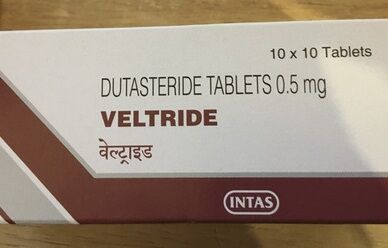 10 x 10 Tablets
DUTASTERIDE TABLETS 0.5 mg
VELTRIDE
वेल्ट्राइड
INTAS